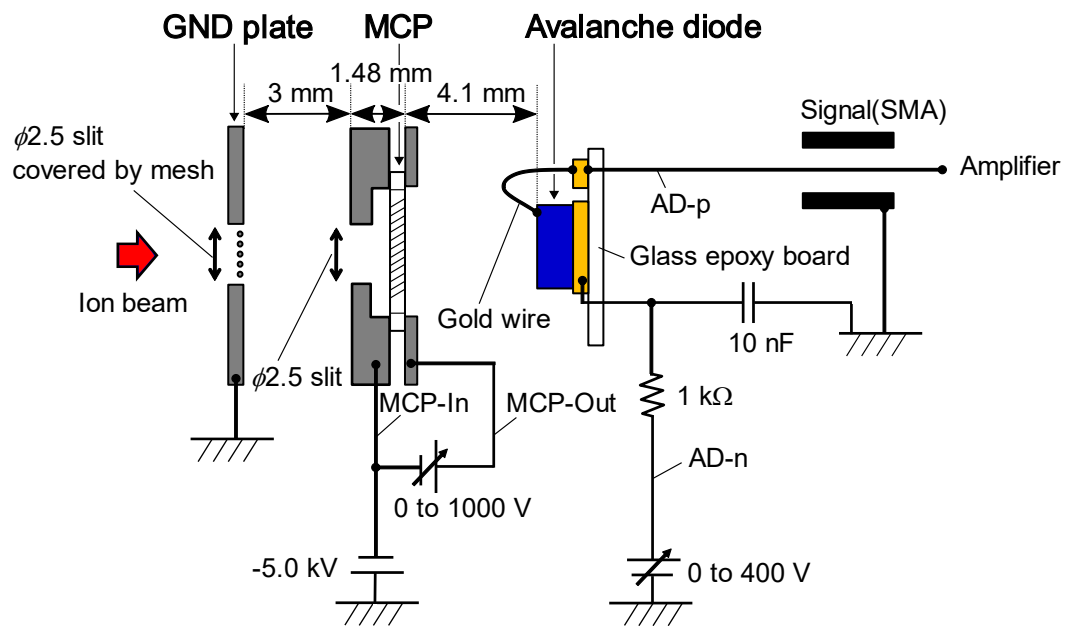 GND plate
MCP
Avalanche diode
1.48 mm
3 mm
4.1 mm
Signal(SMA)
ϕ2.5 slit
covered by mesh
Amplifier
AD-p
Glass epoxy board
Ion beam
Gold wire
10 nF
ϕ2.5 slit
1 kΩ
MCP-In
MCP-Out
AD-n
0 to 1000 V
-5.0 kV
0 to 400 V